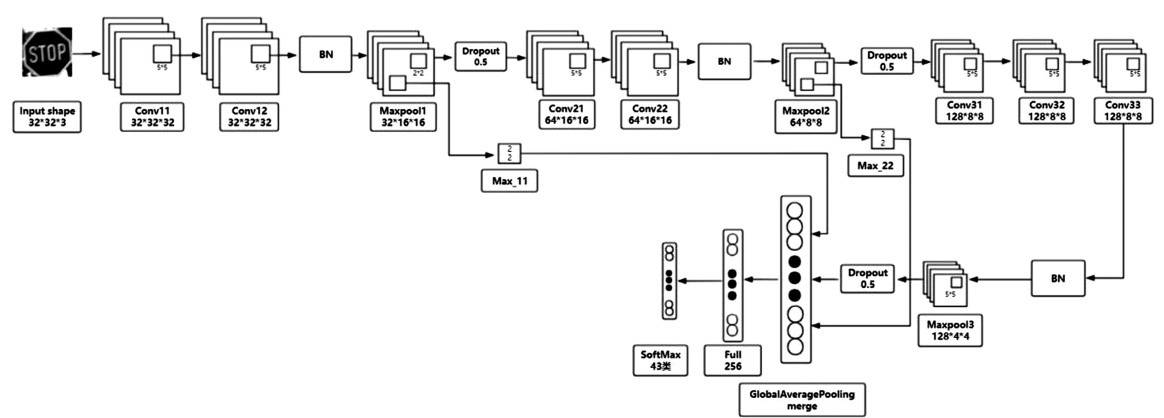 STOP
5*5
5*5
BN
2*2
Dropout
0.5
5*5
5*5
BN
Dropout
0.5
5*5
5*5
5*5
Input shape
32*32*3
Conv11
32*32*32
Conv12
32*32*32
Maxpool1
32*16*16
Conv21
64*16*16
Conv22
64*16*16
Maxpool2
64*8*8
Conv31
128*8*8
Conv32
128*8*8
Conv33
128*8*8
2
2
Max_11
2
2
Max_22
Dropout
0.5
5*5
BN
Maxpool3
128*4*4
SoftMax
43类
Full
256
GlobalAveragePooling
merge